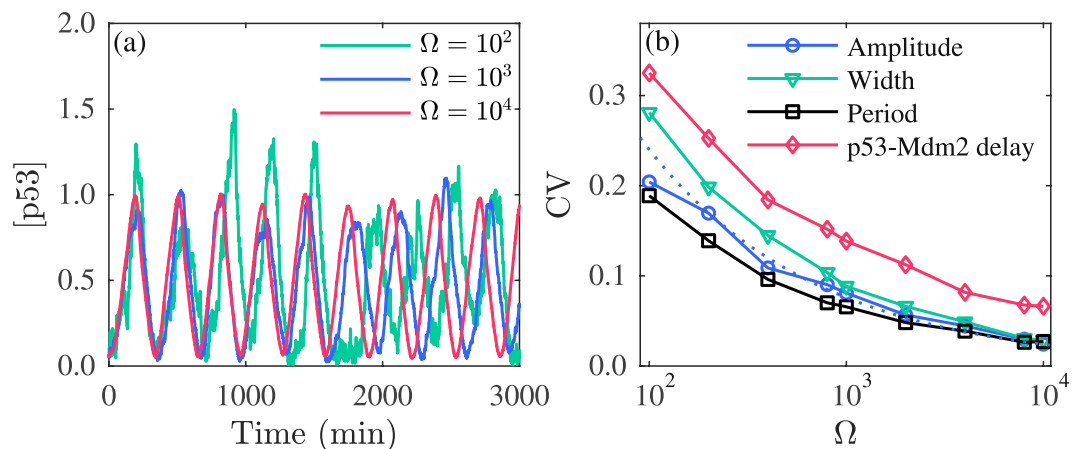 (a)
Ω = 10²
Ω = 10³
Ω = 10⁴
2.0
1.5
1.0
0.5
0.0
[p53]
0
1000
2000
3000
Time (min)
(b)
Amplitude
Width
Period
p53-Mdm2 delay
0.3
0.2
0.1
0.0
CV
10²
10³
10⁴
Ω